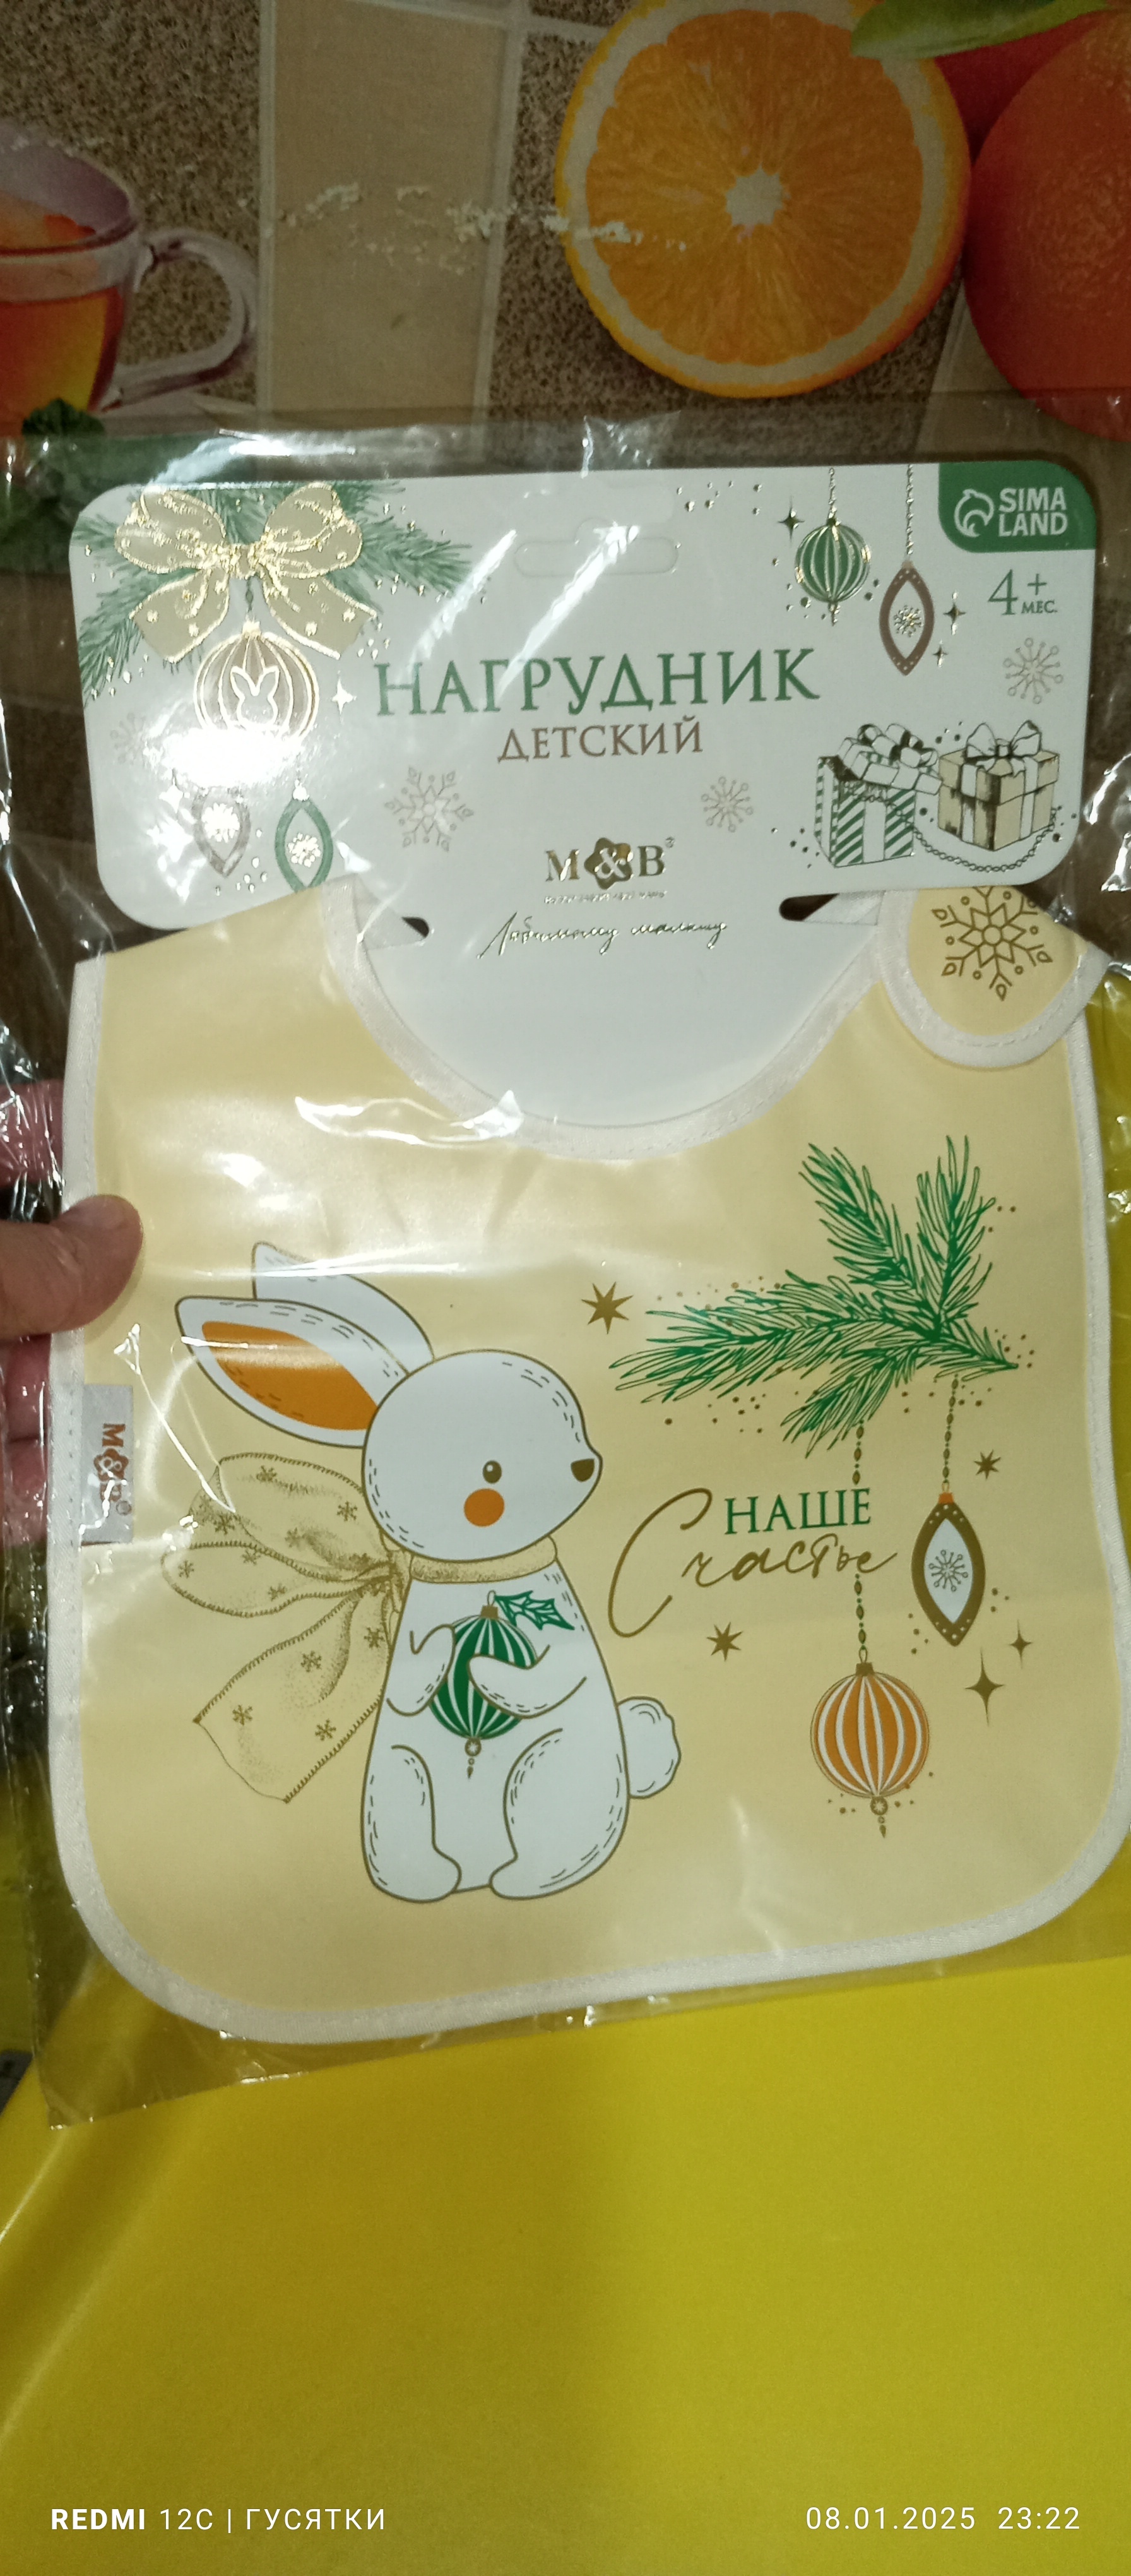 SIMA
LAND
4+
МЕС.
НАГРУДНИК
ДЕТСКИЙ
M&B®
Любимому малышу
M&B®
НАШЕ
Счастье
REDMI 12C | ГУСЯТКИ
08.01.2025 23:22